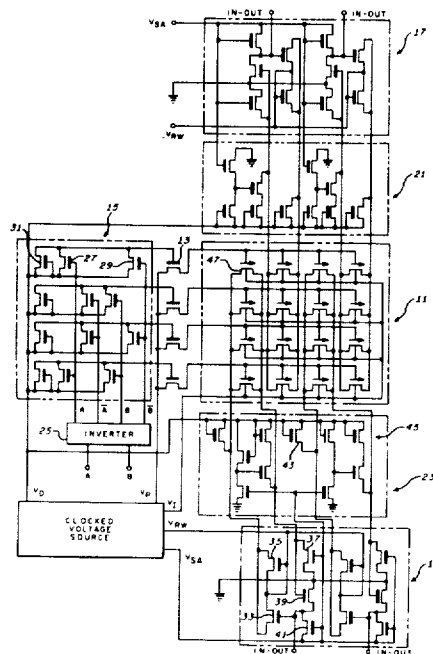 IN-OUT IN-OUT
VSA
17
VRW
21
15
31
27
29
13
47
11
A Ā B B̄
25
INVERTER
A B
43
45
23
VD VP
VI
VRW
CLOCKED
VOLTAGE
SOURCE
VSA
35
37
39
33
41
IN-OUT IN-OUT